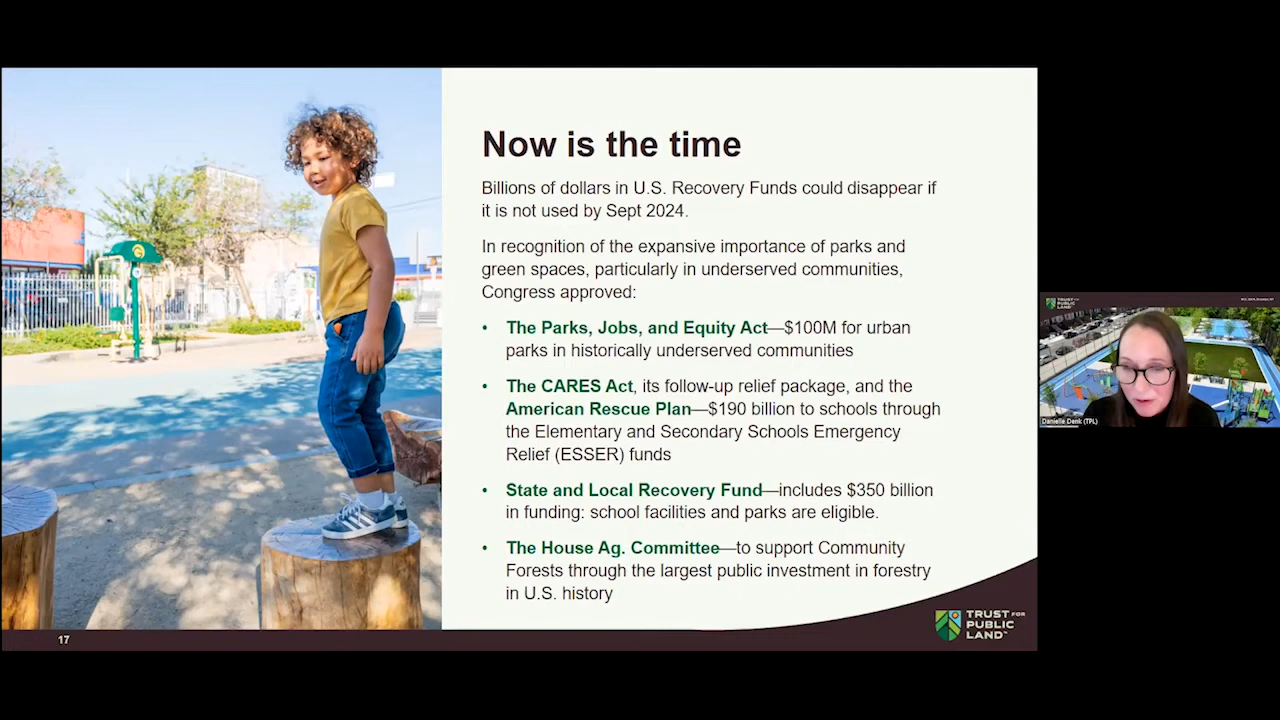 Now is the time
Billions of dollars in U.S. Recovery Funds could disappear if
it is not used by Sept 2024.
In recognition of the expansive importance of parks and
green spaces, particularly in underserved communities,
Congress approved:
• The Parks, Jobs, and Equity Act—$100M for urban
parks in historically underserved communities
• The CARES Act, its follow-up relief package, and the
American Rescue Plan—$190 billion to schools through
the Elementary and Secondary Schools Emergency
Relief (ESSER) funds
• State and Local Recovery Fund—includes $350 billion
in funding: school facilities and parks are eligible.
• The House Ag. Committee—to support Community
Forests through the largest public investment in forestry
in U.S. history
17
TRUST FOR
PUBLIC
LAND™
TRUST FOR
PUBLIC
LAND
Danielle Denk (TPL)